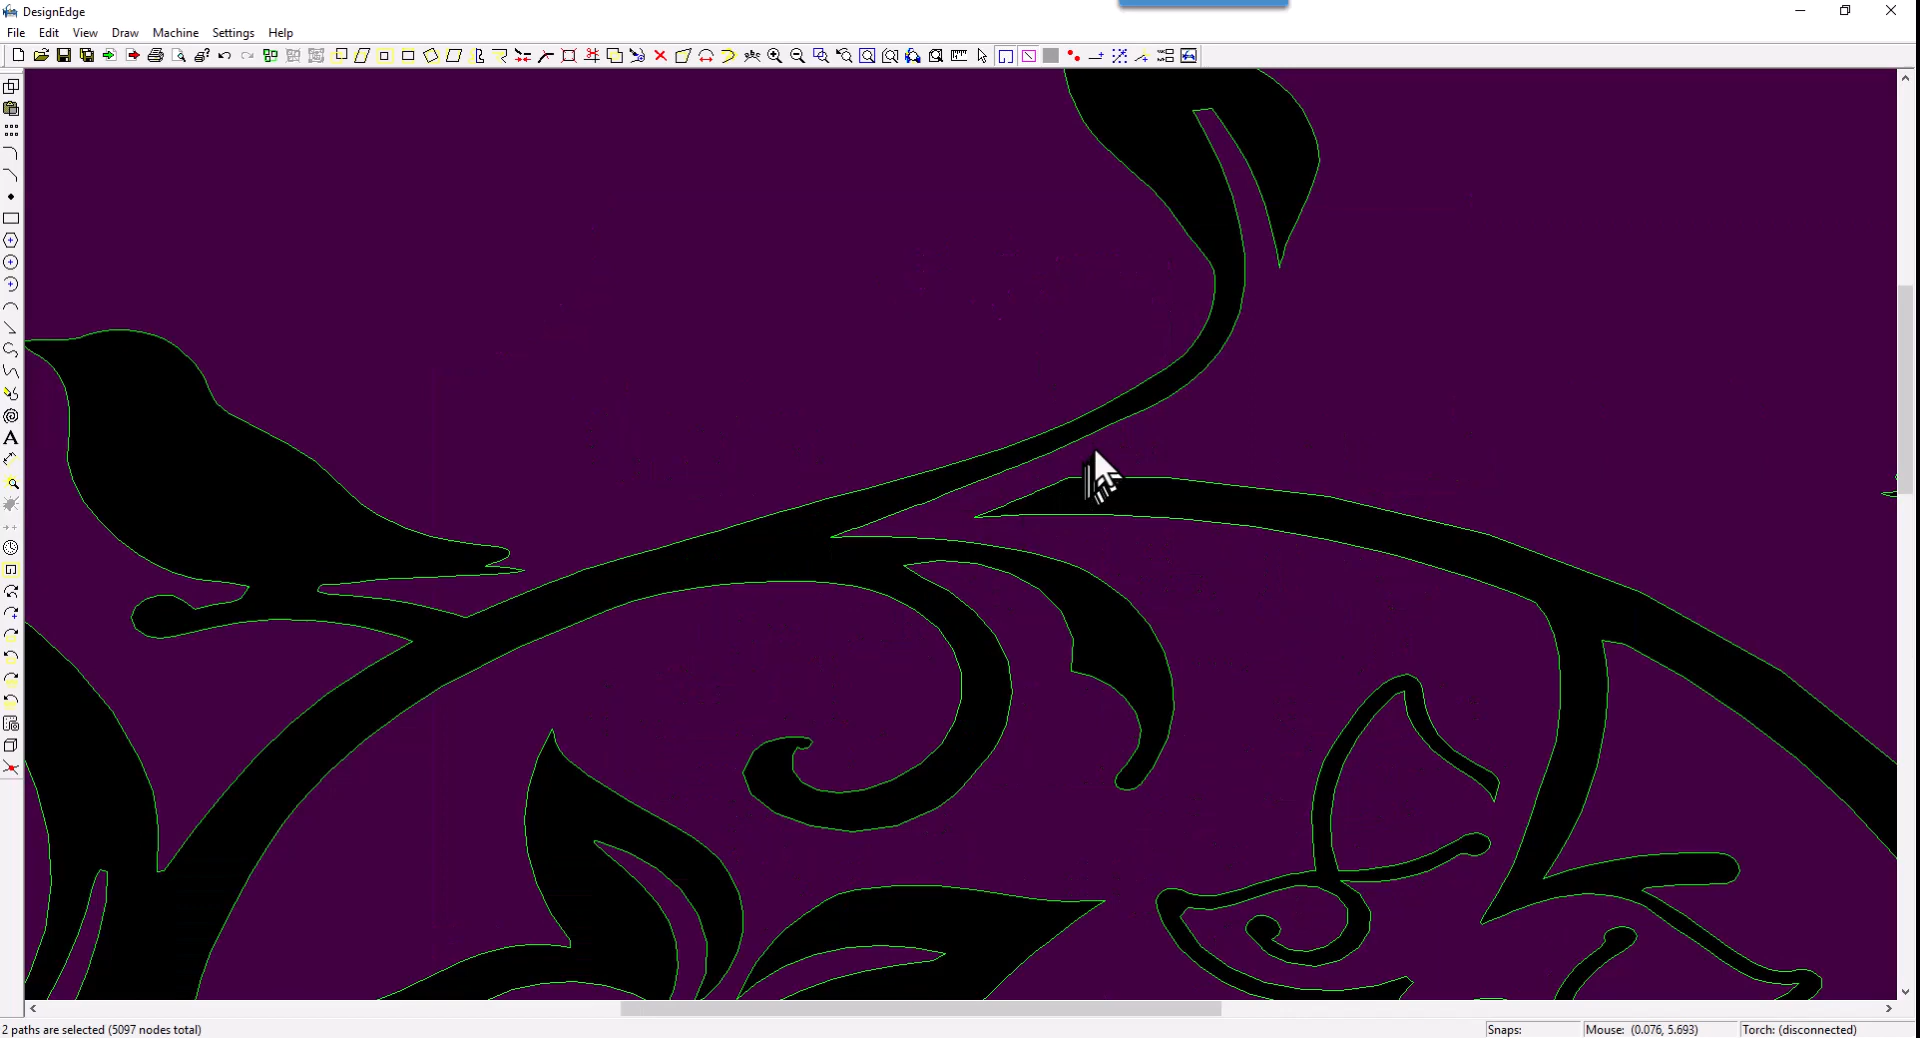 DesignEdge
File Edit View Draw Machine Settings Help
abc
A
2 paths are selected (5097 nodes total)
Snaps:
Mouse: (0.076, 5.693)
Torch: (disconnected)